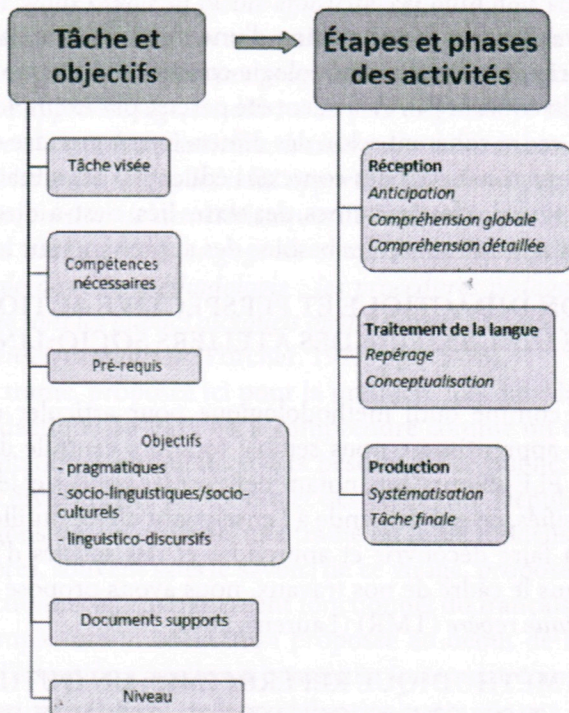 Tâche et
objectifs
Étapes et phases
des activités
Tâche visée
Compétences
nécessaires
Pré-requis
Objectifs
- pragmatiques
- socio-linguistiques/socio-
culturels
- linguistico-discursifs
Documents supports
Niveau
Réception
Anticipation
Compréhension globale
Compréhension détaillée
Traitement de la langue
Repérage
Conceptualisation
Production
Systématisation
Tâche finale